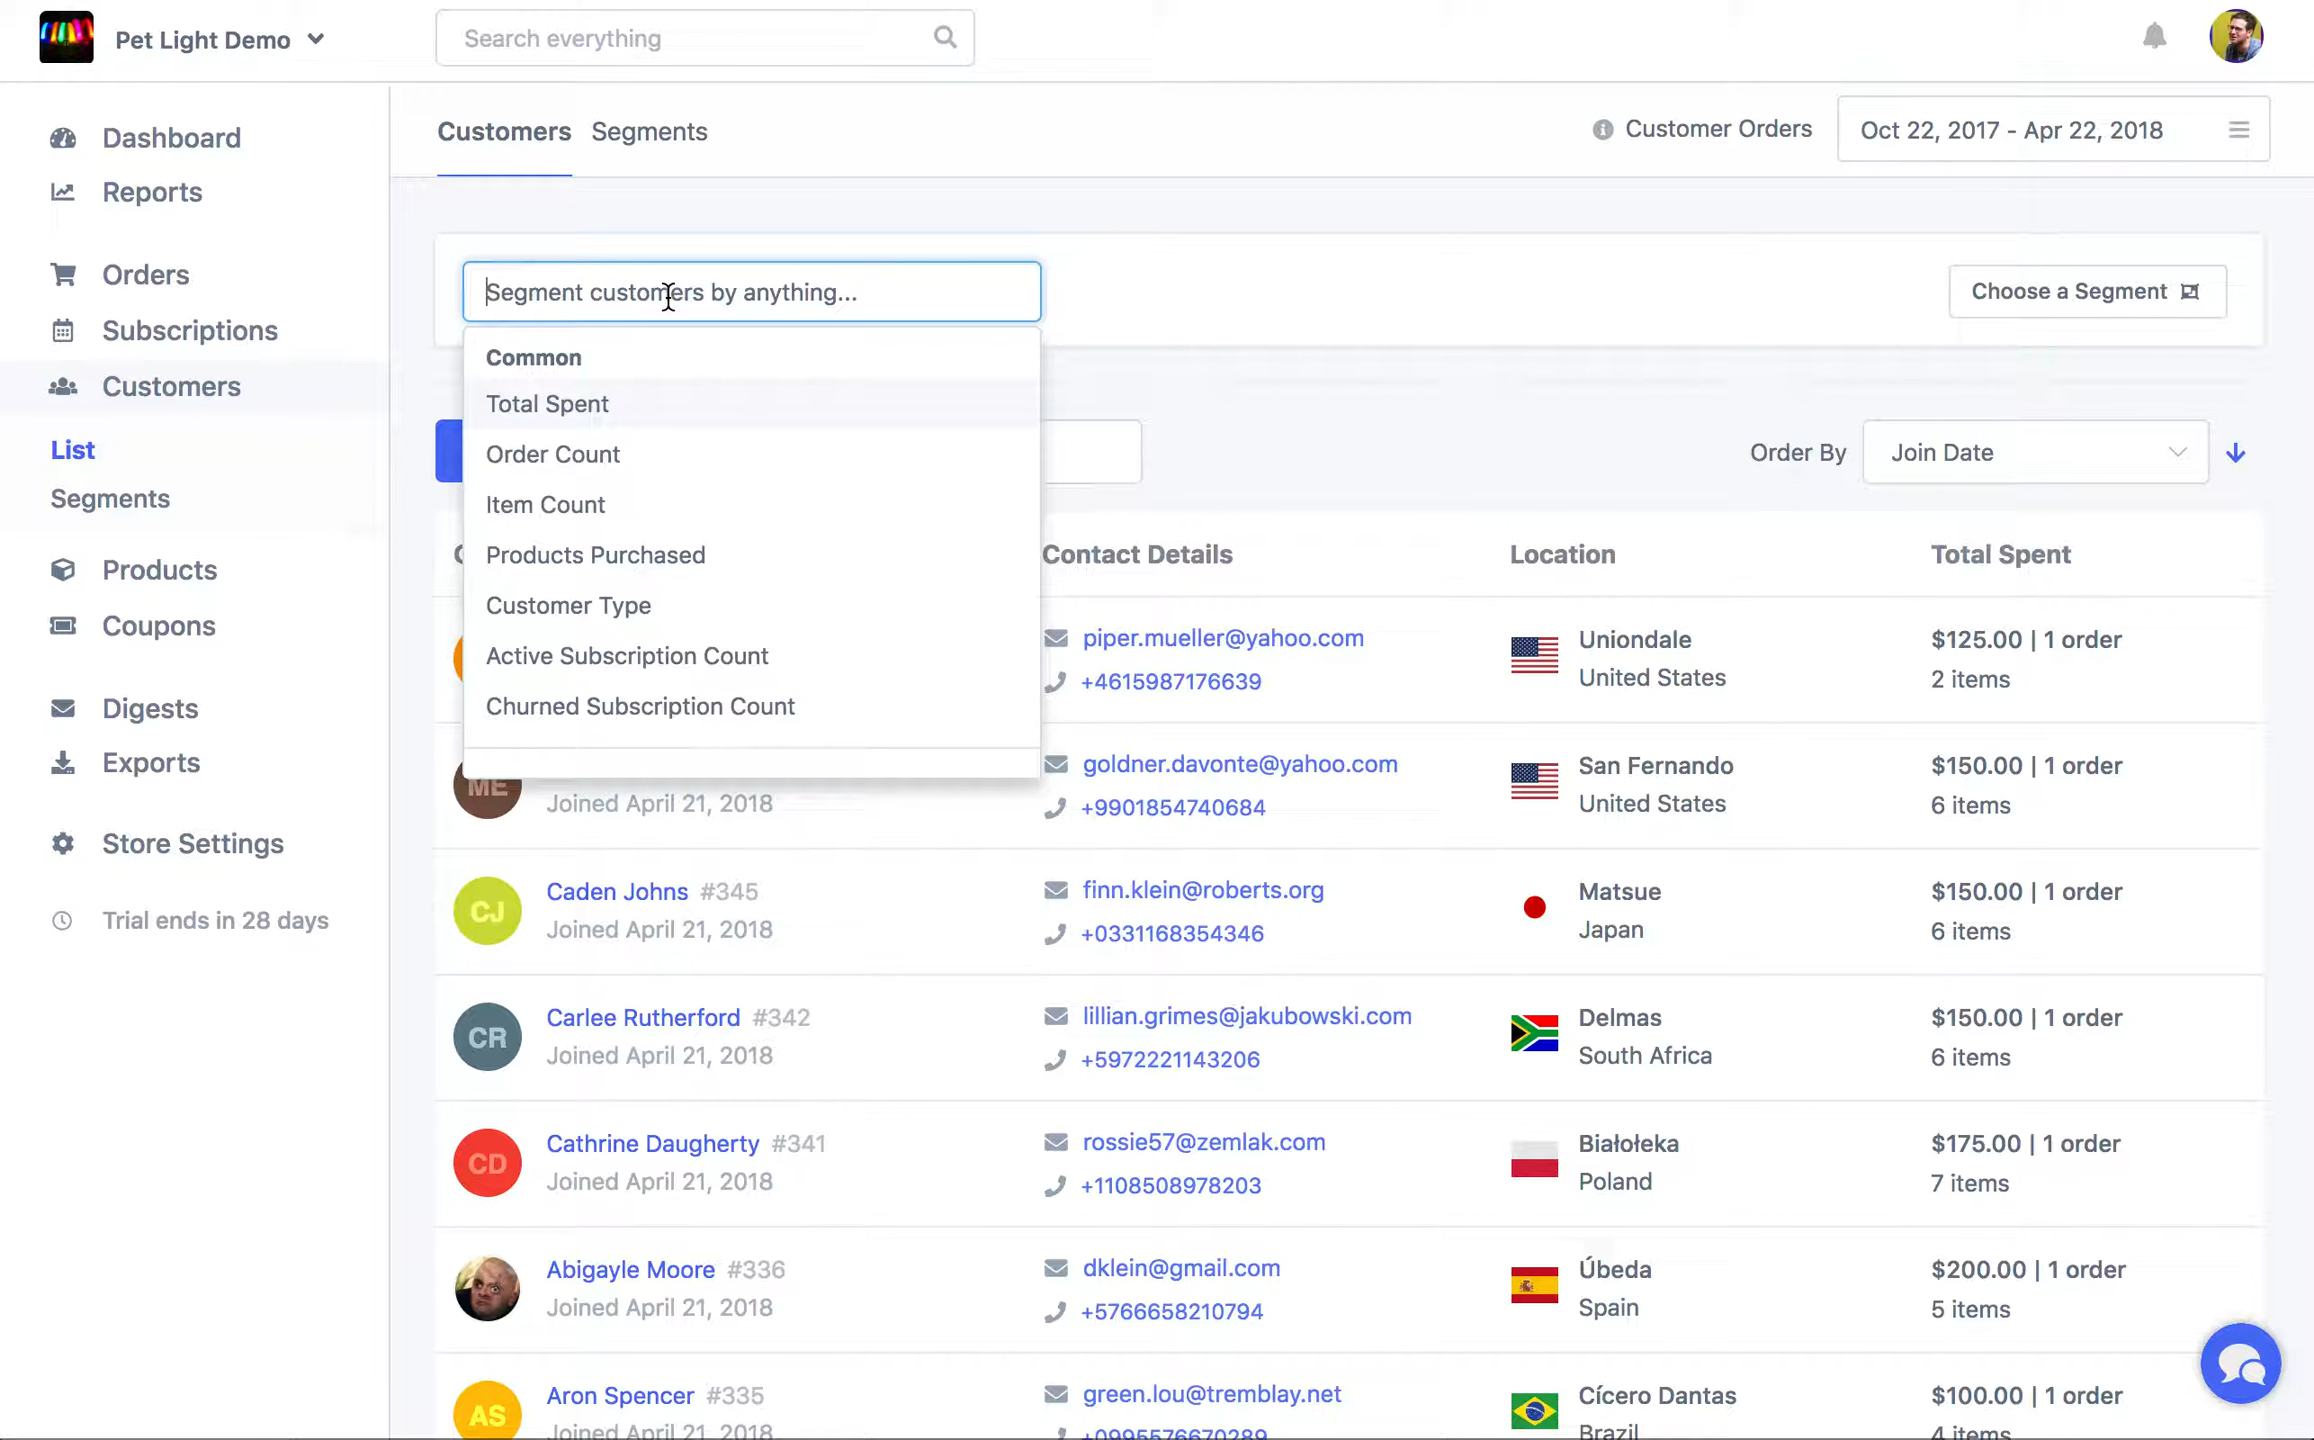 Pet Light Demo
Search everything
Dashboard
Reports
Orders
Subscriptions
Customers
List
Segments
Products
Coupons
Digests
Exports
Store Settings
Trial ends in 28 days
Customers Segments
Customer Orders
Oct 22, 2017 - Apr 22, 2018
Segment customers by anything...
Choose a Segment
Common
Total Spent
Order Count
Item Count
Products Purchased
Customer Type
Active Subscription Count
Churned Subscription Count
Order By Join Date
Contact Details Location Total Spent
piper.mueller@yahoo.com Uniondale $125.00 | 1 order
+4615987176639 United States 2 items
goldner.davonte@yahoo.com San Fernando $150.00 | 1 order
ME Joined April 21, 2018 +9901854740684 United States 6 items
CJ Caden Johns #345 finn.klein@roberts.org Matsue $150.00 | 1 order
Joined April 21, 2018 +0331168354346 Japan 6 items
CR Carlee Rutherford #342 lillian.grimes@jakubowski.com Delmas $150.00 | 1 order
Joined April 21, 2018 +5972221143206 South Africa 6 items
CD Cathrine Daugherty #341 rossie57@zemlak.com Białołeka $175.00 | 1 order
Joined April 21, 2018 +1108508978203 Poland 7 items
Abigayle Moore #336 dklein@gmail.com Úbeda $200.00 | 1 order
Joined April 21, 2018 +5766658210794 Spain 5 items
AS Aron Spencer #335 green.lou@tremblay.net Cícero Dantas $100.00 | 1 order
Joined April 21, 2018 +0995576670289 Brazil 4 items